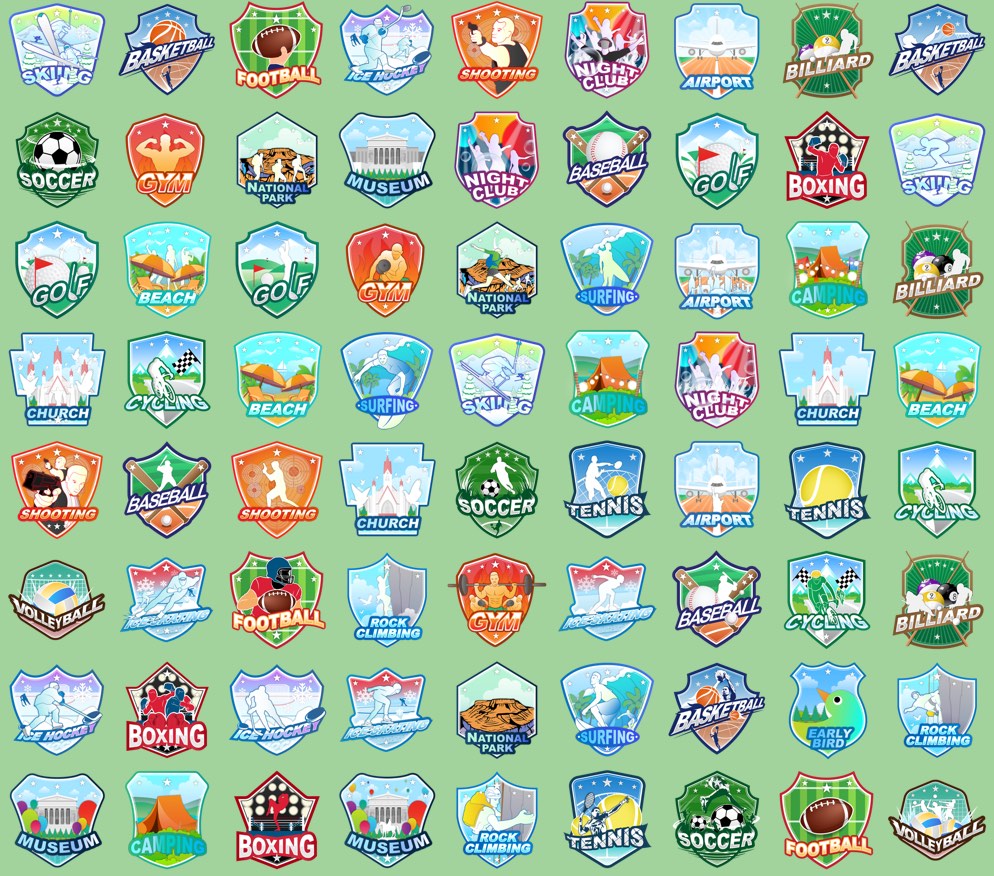 SKIING
BASKETBALL
FOOTBALL
ICE HOCKEY
SHOOTING
NIGHT
CLUB
AIRPORT
BILLIARD
BASKETBALL
SOCCER
GYM
NATIONAL
PARK
MUSEUM
NIGHT
CLUB
BASEBALL
GOLF
BOXING
SKIING
GOLF
BEACH
GOLF
GYM
NATIONAL
PARK
SURFING
AIRPORT
CAMPING
BILLIARD
CHURCH
CYCLING
BEACH
SURFING
SKIING
CAMPING
NIGHT
CLUB
CHURCH
BEACH
SHOOTING
BASEBALL
SHOOTING
CHURCH
SOCCER
TENNIS
AIRPORT
TENNIS
CYCLING
VOLLEYBALL
ICESKATING
FOOTBALL
ROCK
CLIMBING
GYM
ICESKATING
BASEBALL
CYCLING
BILLIARD
ICE HOCKEY
BOXING
ICE HOCKEY
ICESKATING
NATIONAL
PARK
SURFING
BASKETBALL
EARLY
BIRD
ROCK
CLIMBING
MUSEUM
CAMPING
BOXING
MUSEUM
ROCK
CLIMBING
TENNIS
SOCCER
FOOTBALL
VOLLEYBALL